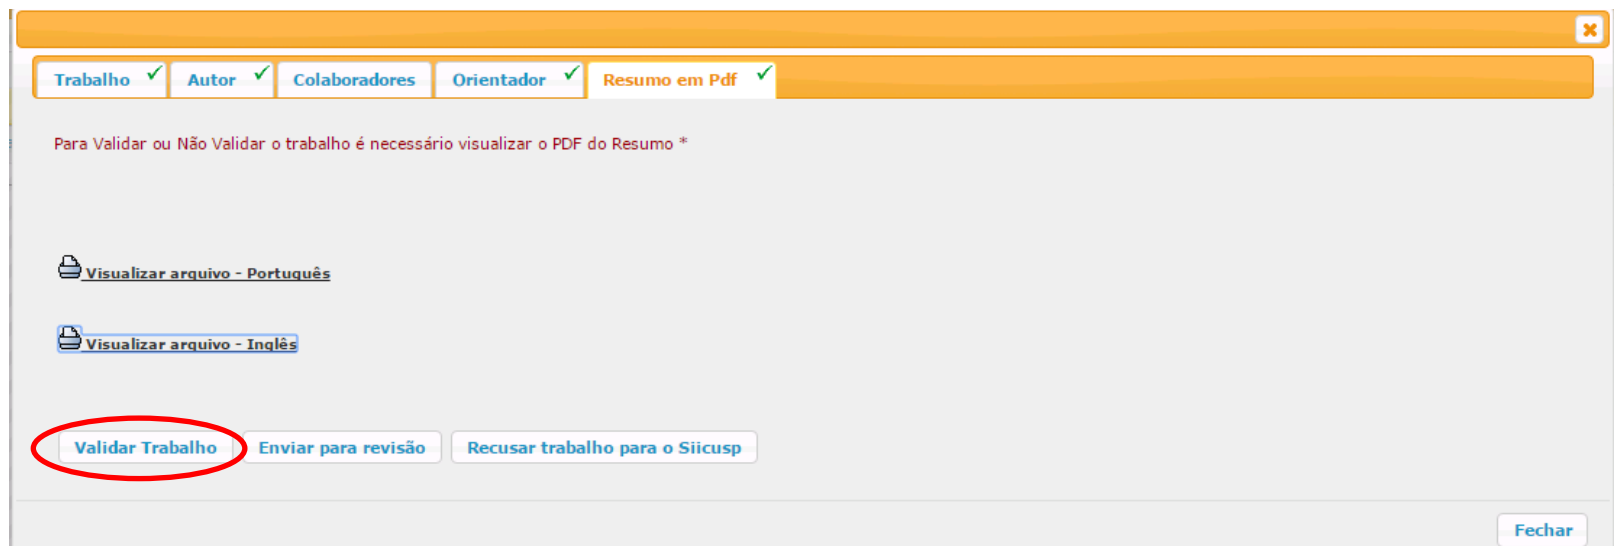 Trabalho Autor Colaboradores Orientador Resumo em Pdf
Para Validar ou Não Validar o trabalho é necessário visualizar o PDF do Resumo *
Visualizar arquivo - Português
Visualizar arquivo - Inglês
Validar Trabalho Enviar para revisão Recusar trabalho para o Siicusp
Fechar